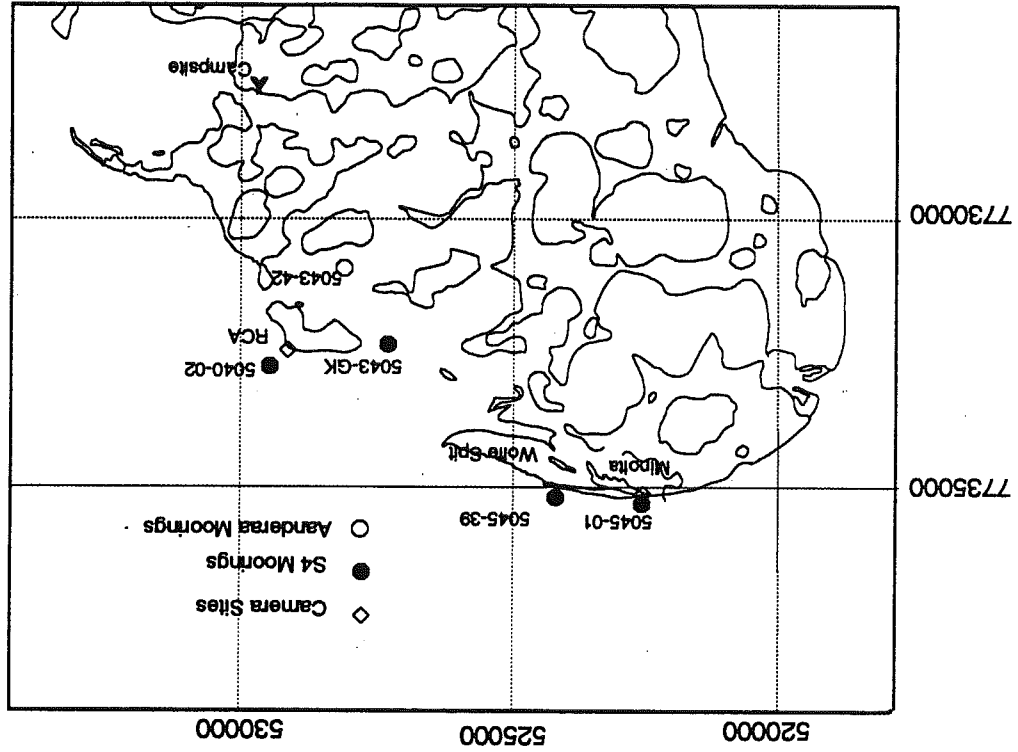 520000 525000 530000
Camera Sites
S4 Moorings
Aanderaa Moorings
5045-01
5045-39
7735000
Minolta
Wolfe Spit
5043-GK
5040-02
RCA
5043-42
7730000
Campsite